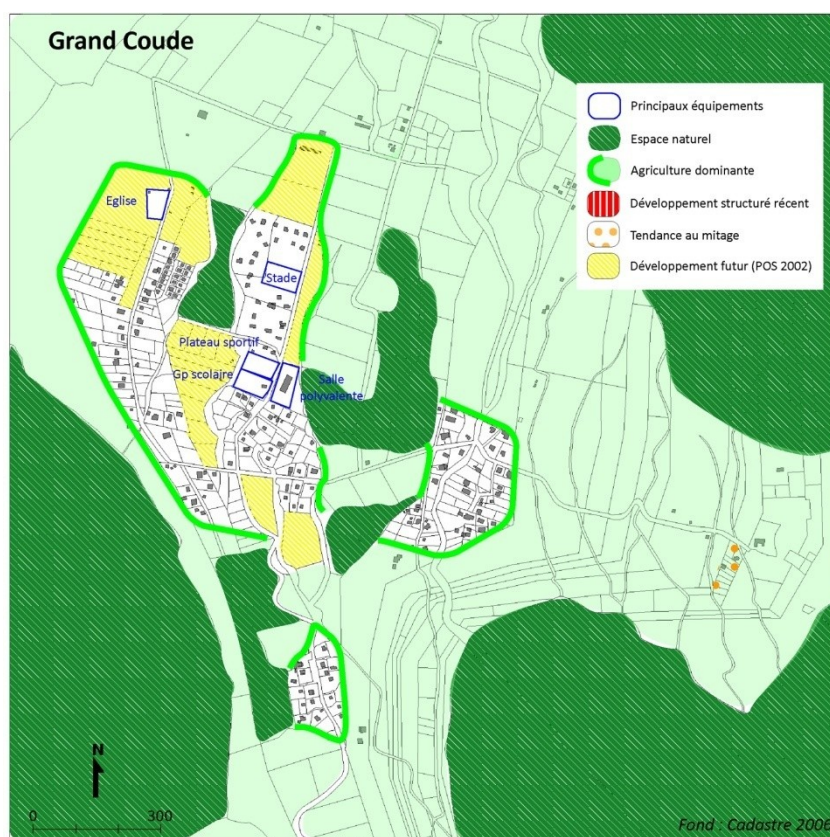 Grand Coude
Principaux équipements
Espace naturel
Agriculture dominante
Développement structuré récent
Tendance au mitage
Développement futur (POS 2002)
Eglise
Stade
Plateau sportif
Gp scolaire
Salle
polyvalente
N
0 300
Fond : Cadastre 2006